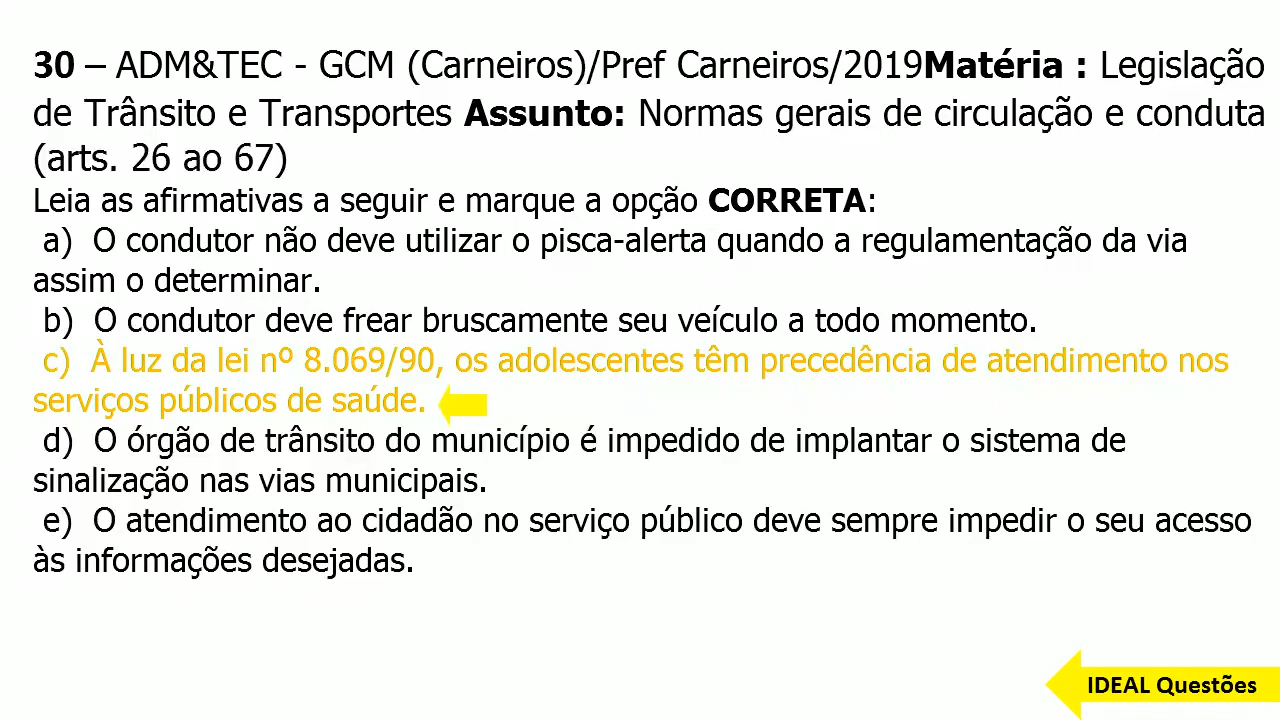 30 – ADM&TEC - GCM (Carneiros)/Pref Carneiros/2019Matéria : Legislação
de Trânsito e Transportes Assunto: Normas gerais de circulação e conduta
(arts. 26 ao 67)
Leia as afirmativas a seguir e marque a opção CORRETA:
a) O condutor não deve utilizar o pisca-alerta quando a regulamentação da via
assim o determinar.
b) O condutor deve frear bruscamente seu veículo a todo momento.
c) À luz da lei nº 8.069/90, os adolescentes têm precedência de atendimento nos
serviços públicos de saúde.
d) O órgão de trânsito do município é impedido de implantar o sistema de
sinalização nas vias municipais.
e) O atendimento ao cidadão no serviço público deve sempre impedir o seu acesso
às informações desejadas.
IDEAL Questões